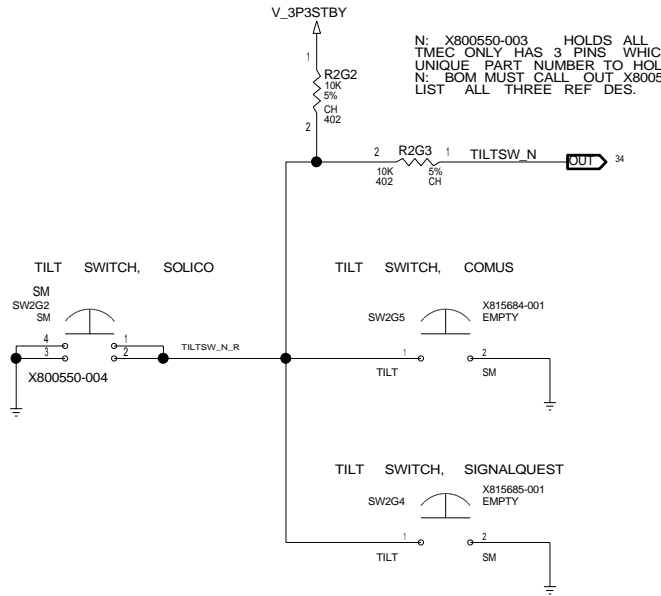 V_3P3STBY
N: X800550-003 HOLDS ALL
TMEC ONLY HAS 3 PINS WHIC
UNIQUE PART NUMBER TO HOL
N: BOM MUST CALL OUT X8005
LIST ALL THREE REF DES.
1
R2G2
10K
5%
CH
402
2
2 R2G3 1 TILTSW_N OUT 34
10K 5%
402 CH
TILT SWITCH, SOLICO
SM
SW2G2
SM
4 1
3 2 TILTSW_N_R
X800550-004
TILT SWITCH, COMUS
X815684-001
SW2G5 EMPTY
1 2
TILT SM
TILT SWITCH, SIGNALQUEST
X815685-001
SW2G4 EMPTY
1 2
TILT SM